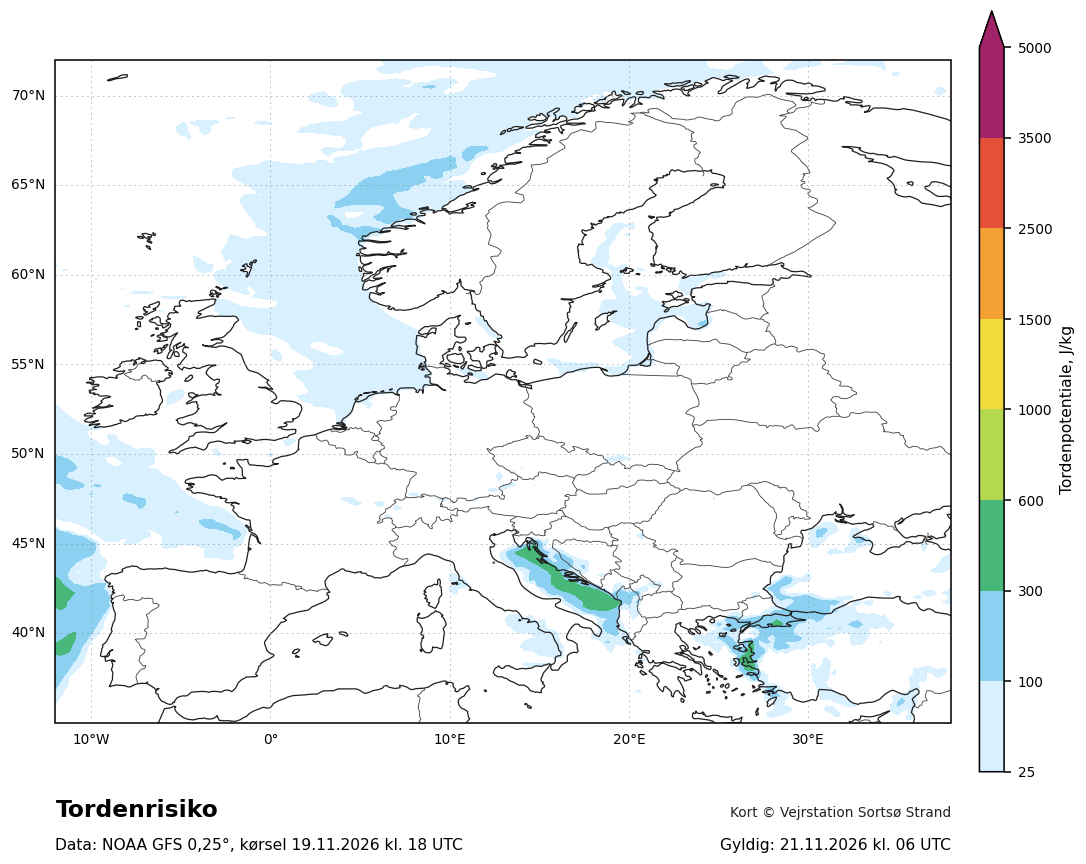 70°N
65°N
60°N
55°N
50°N
45°N
40°N
10°W
0°
10°E
20°E
30°E
5000
3500
2500
1500
1000
600
300
100
25
Tordenpotentiale, J/kg
Tordenrisiko
Kort © Vejrstation Sortsø Strand
Data: NOAA GFS 0,25°, kørsel 19.11.2026 kl. 18 UTC
Gyldig: 21.11.2026 kl. 06 UTC